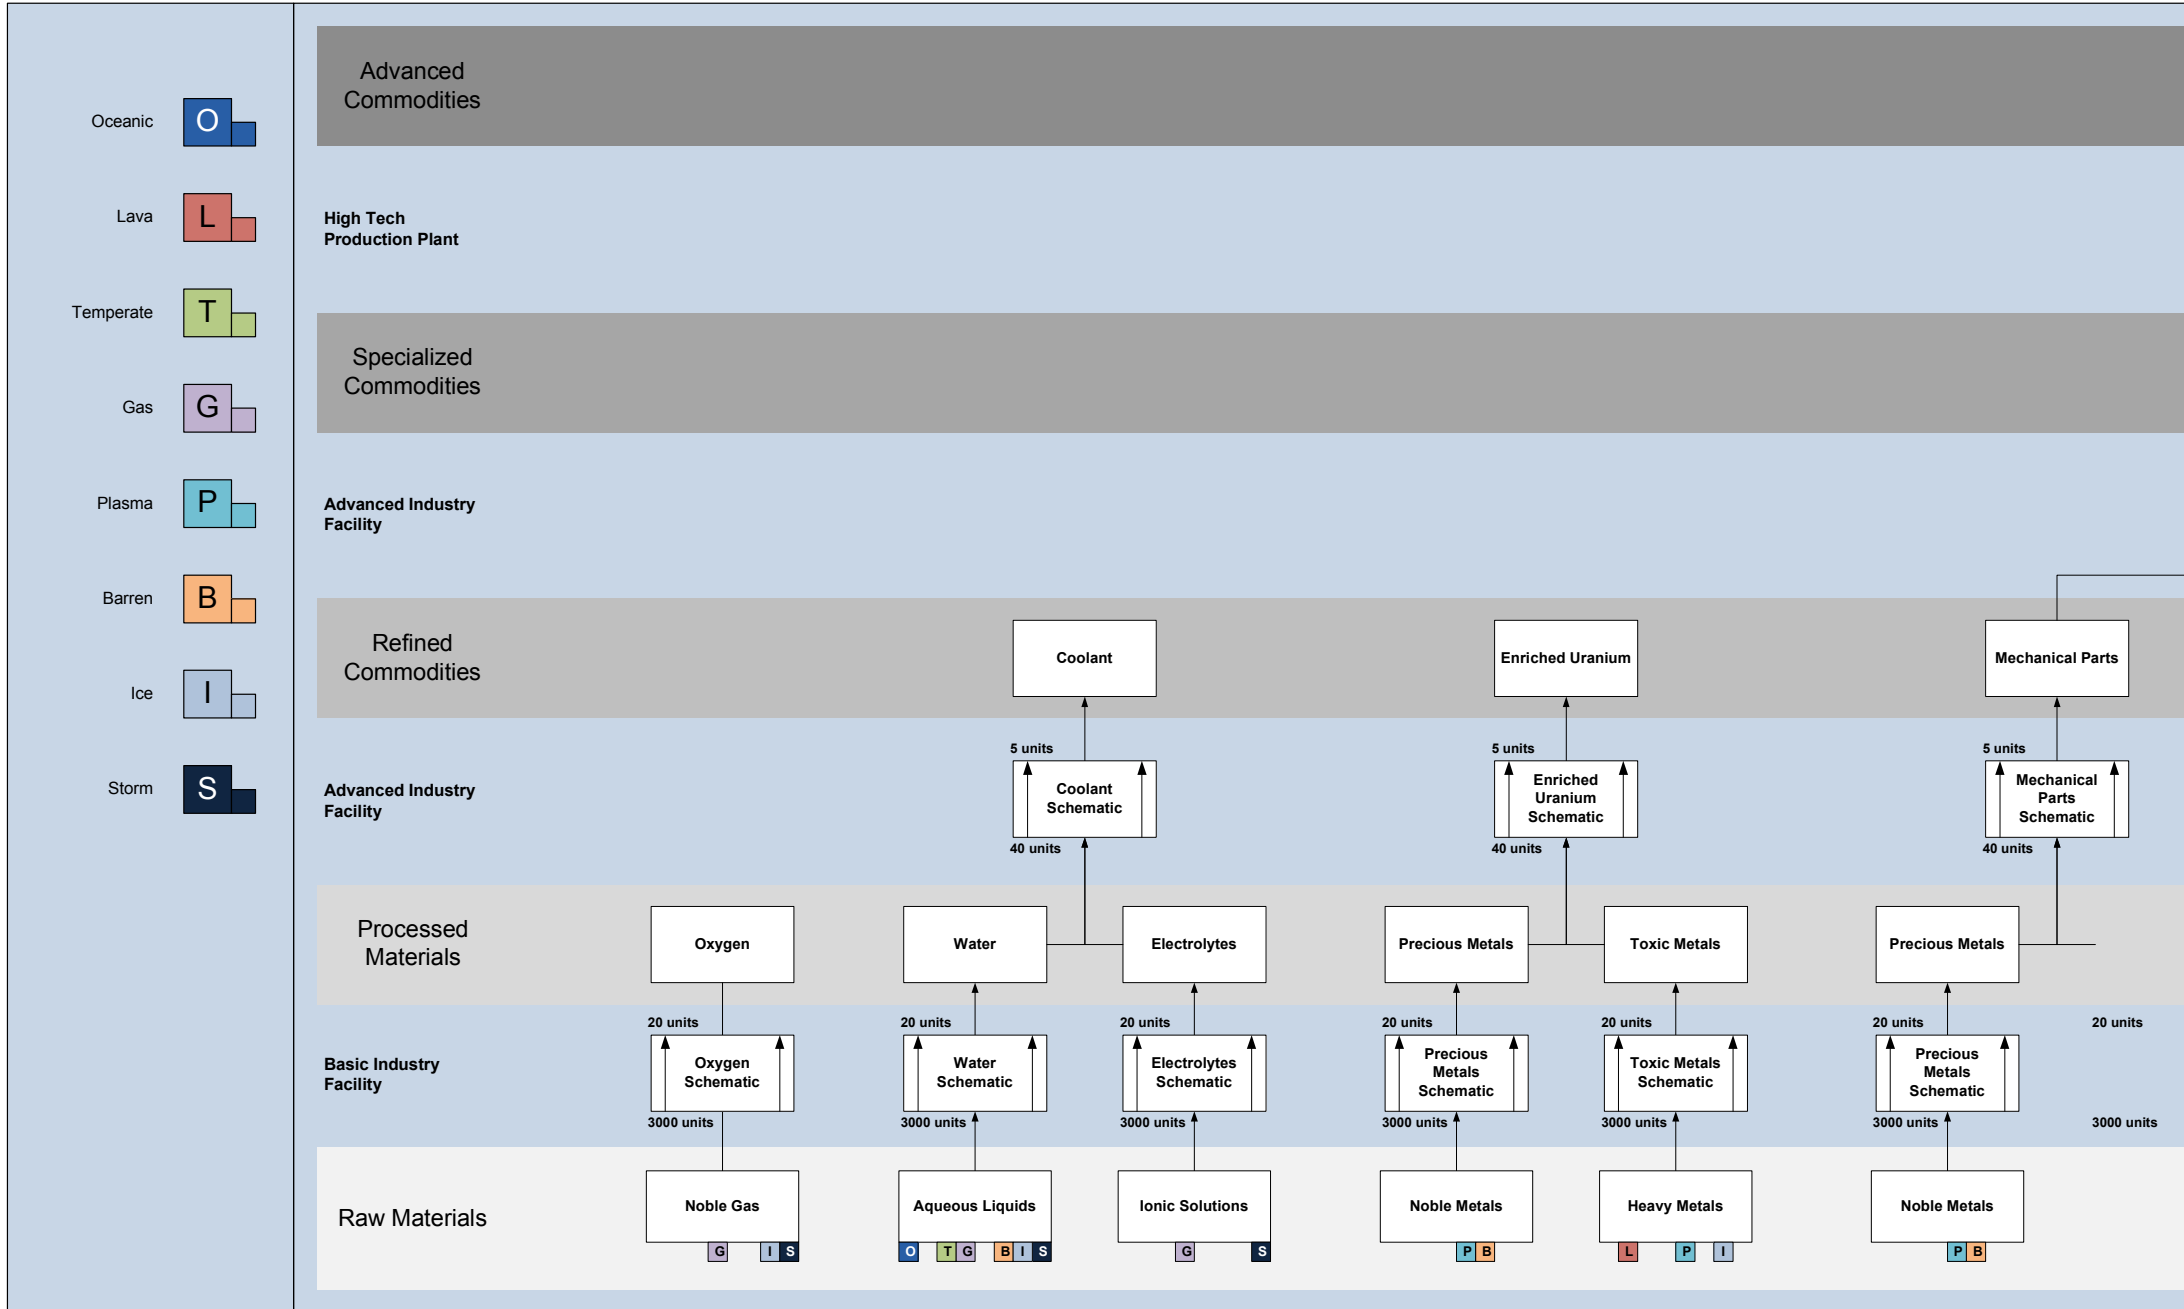 Oceanic
O
Lava
L
Temperate
T
Gas
G
Plasma
P
Barren
B
Ice
I
Storm
S
Advanced
Commodities
High Tech
Production Plant
Specialized
Commodities
Advanced Industry
Facility
Refined
Commodities
Coolant
Enriched Uranium
Mechanical Parts
Advanced Industry
Facility
5 units
Coolant
Schematic
40 units
5 units
Enriched
Uranium
Schematic
40 units
5 units
Mechanical
Parts
Schematic
40 units
Processed
Materials
Oxygen
Water
Electrolytes
Precious Metals
Toxic Metals
Precious Metals
Basic Industry
Facility
20 units
Oxygen
Schematic
3000 units
20 units
Water
Schematic
3000 units
20 units
Electrolytes
Schematic
3000 units
20 units
Precious
Metals
Schematic
3000 units
20 units
Toxic Metals
Schematic
3000 units
20 units
Precious
Metals
Schematic
3000 units
20 units
3000 units
Raw Materials
Noble Gas
G I S
Aqueous Liquids
O T G B I S
Ionic Solutions
G S
Noble Metals
P B
Heavy Metals
L P I
Noble Metals
P B